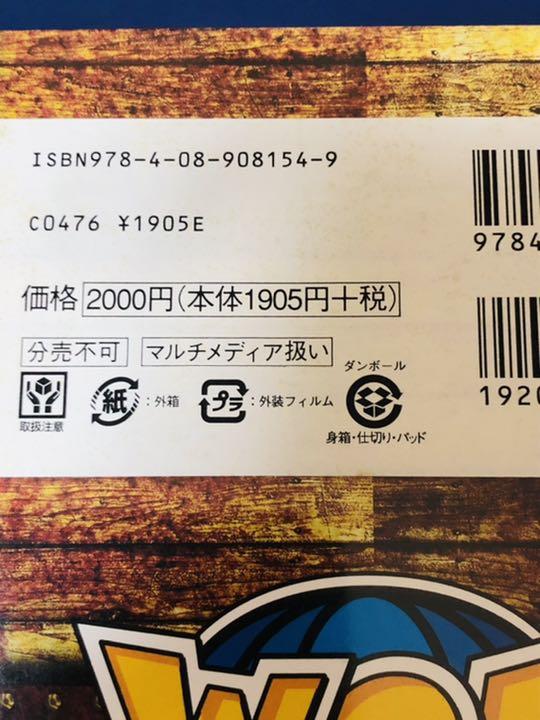 ISBN978-4-08-908154-9
C0476 ¥1905E
価格 2000円(本体1905円+税)
分売不可 マルチメディア扱い
取扱注意
紙:外箱
プラ:外装フィルム
ダンボール
身箱・仕切り・パッド
9784
1920